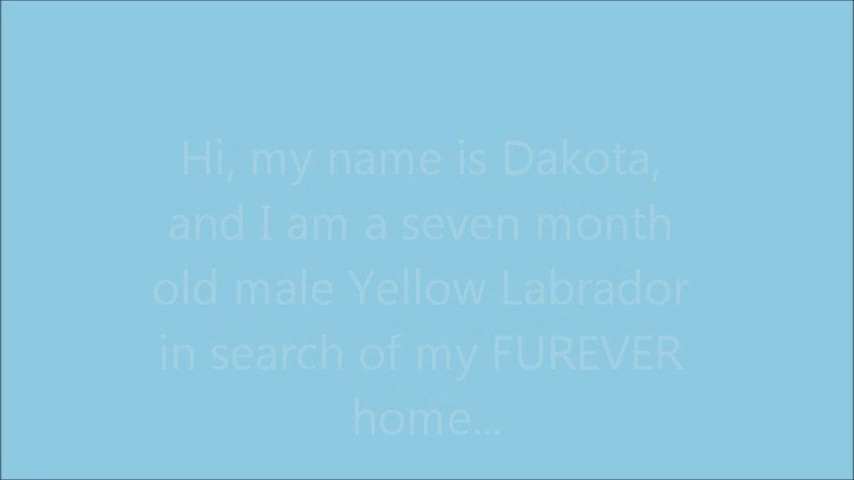 Hi, my name is Dakota,
and I am a seven month
old male Yellow Labrador
in search of my FUREVER
home...